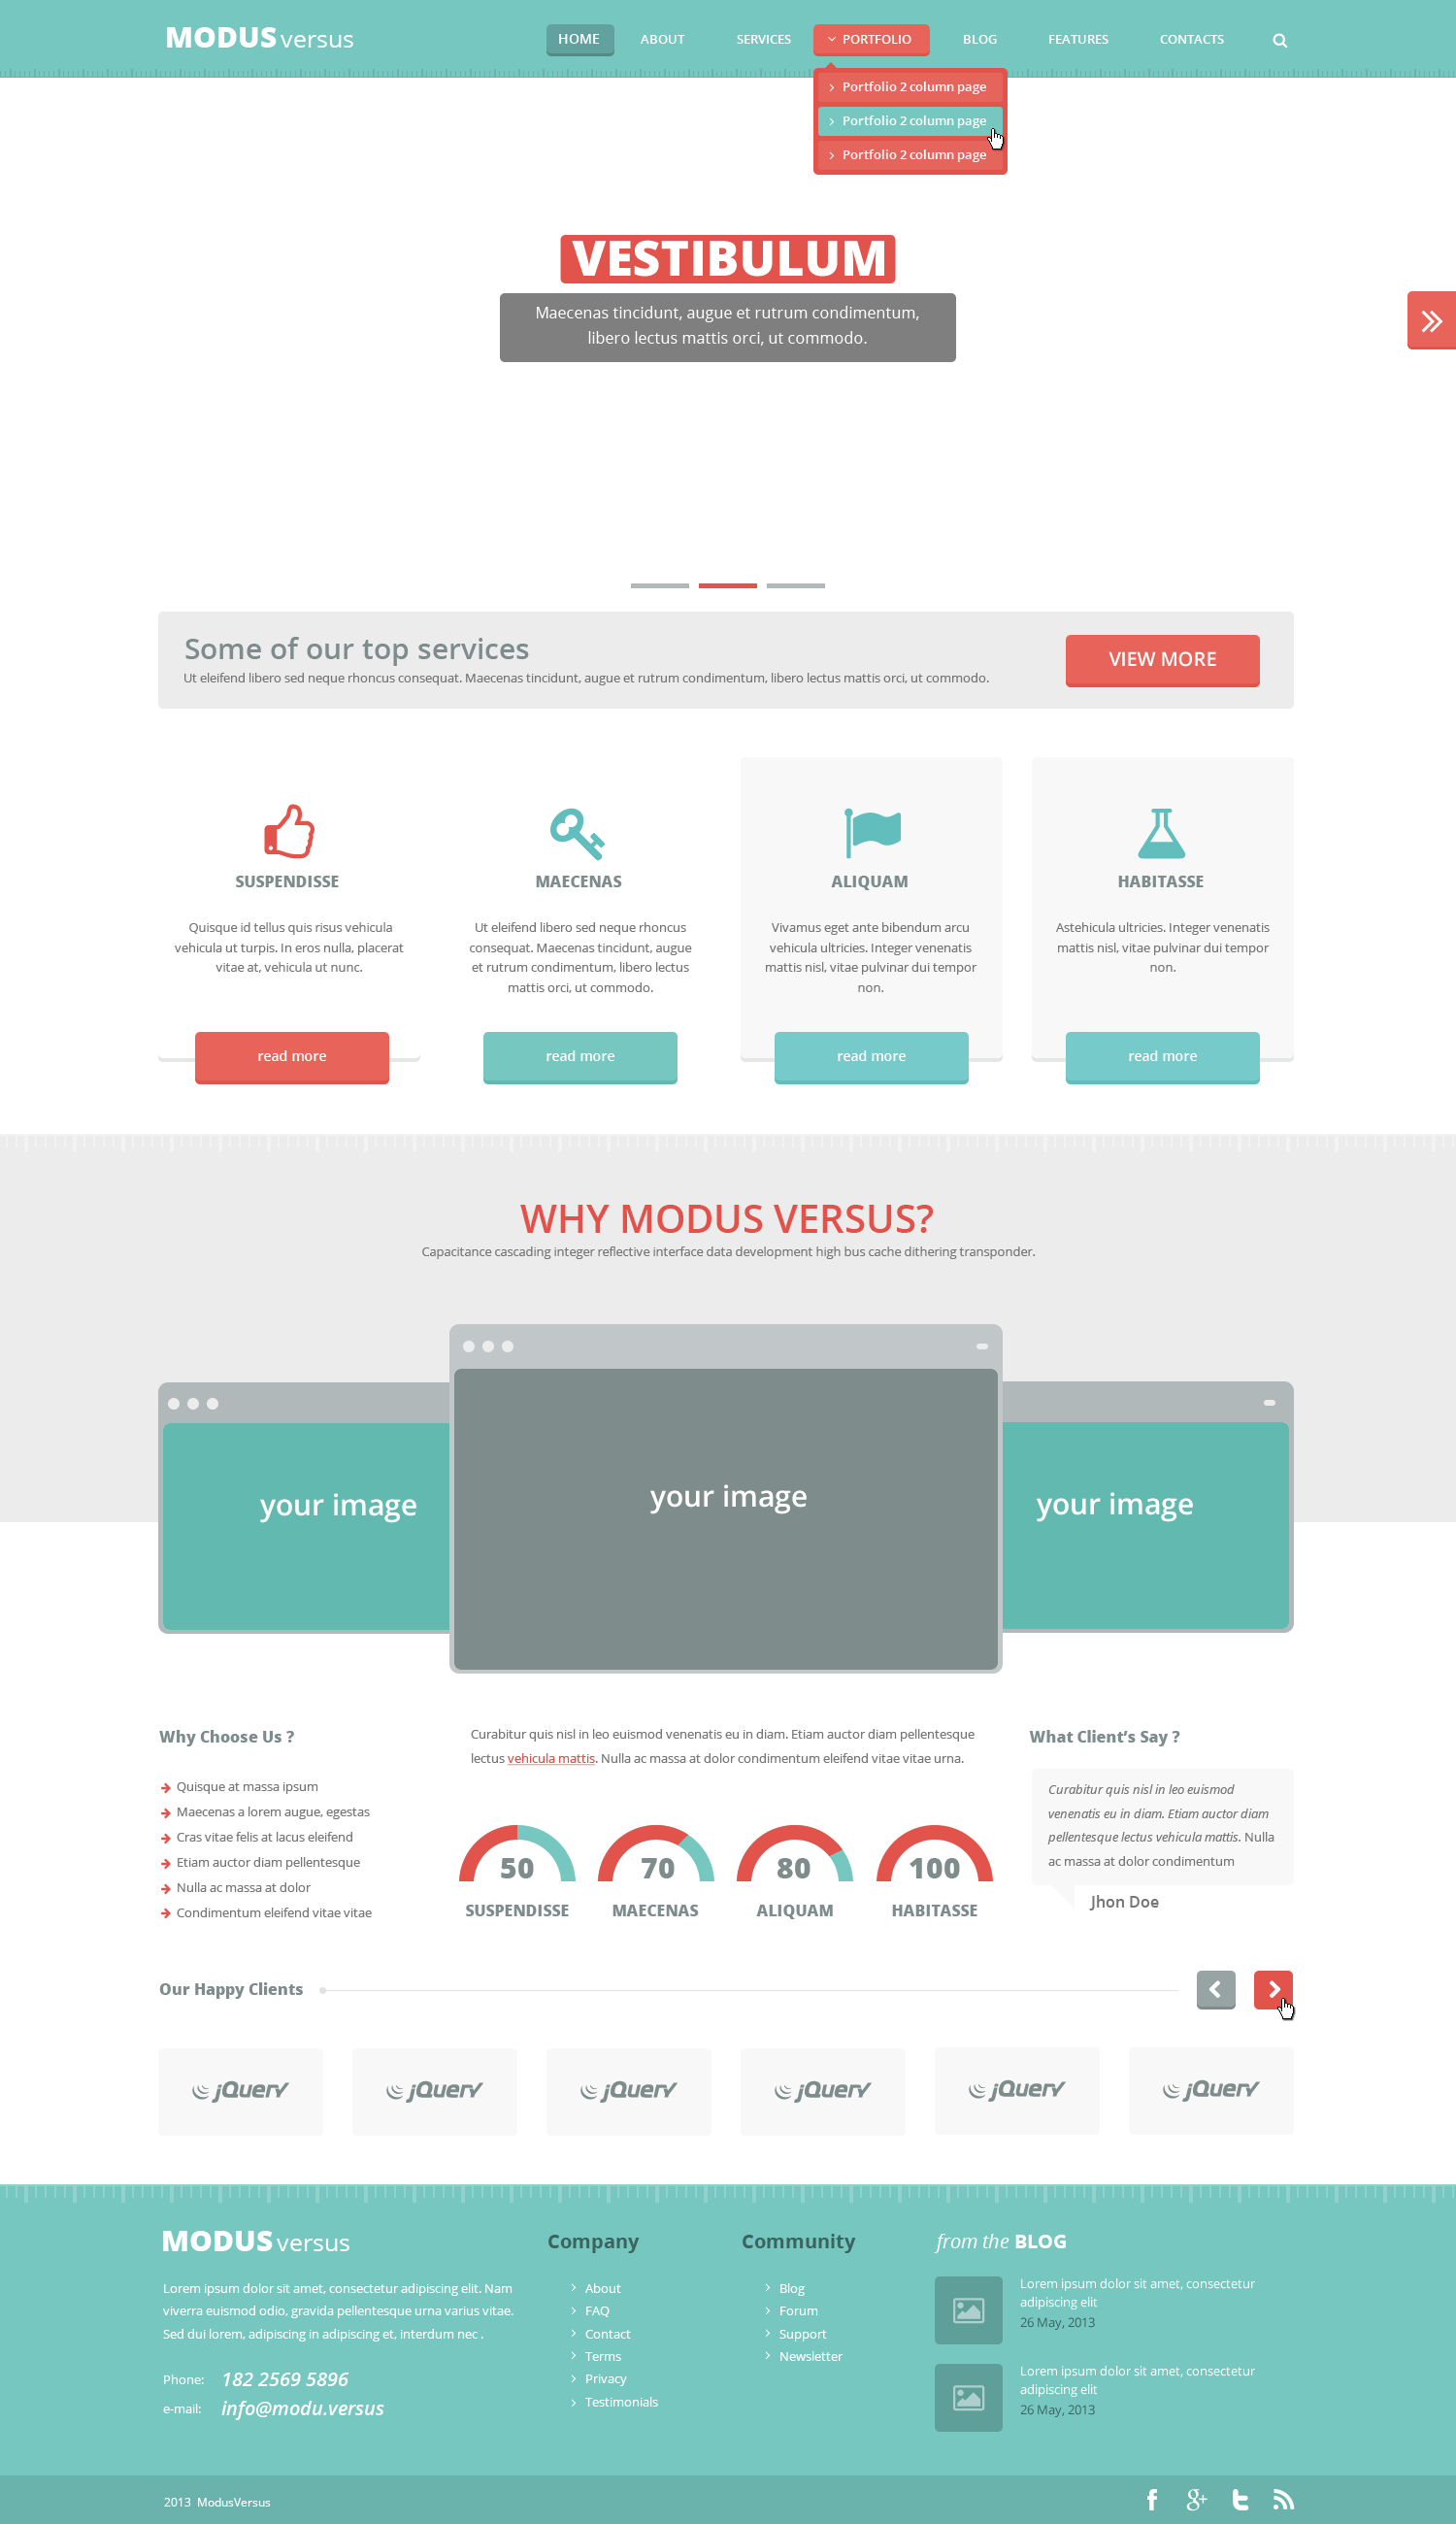 MODUS versus
HOME ABOUT SERVICES PORTFOLIO BLOG FEATURES CONTACTS
Portfolio 2 column page
Portfolio 2 column page
Portfolio 2 column page
VESTIBULUM
Maecenas tincidunt, augue et rutrum condimentum,
libero lectus mattis orci, ut commodo.
Some of our top services
Ut eleifend libero sed neque rhoncus consequat. Maecenas tincidunt, augue et rutrum condimentum, libero lectus mattis orci, ut commodo.
VIEW MORE
SUSPENDISSE
Quisque id tellus quis risus vehicula
vehicula ut turpis. In eros nulla, placerat
vitae at, vehicula ut nunc.
read more
MAECENAS
Ut eleifend libero sed neque rhoncus
consequat. Maecenas tincidunt, augue
et rutrum condimentum, libero lectus
mattis orci, ut commodo.
read more
ALIQUAM
Vivamus eget ante bibendum arcu
vehicula ultricies. Integer venenatis
mattis nisl, vitae pulvinar dui tempor
non.
read more
HABITASSE
Astehicula ultricies. Integer venenatis
mattis nisl, vitae pulvinar dui tempor
non.
read more
WHY MODUS VERSUS?
Capacitance cascading integer reflective interface data development high bus cache dithering transponder.
your image
your image
your image
Why Choose Us ?
Quisque at massa ipsum
Maecenas a lorem augue, egestas
Cras vitae felis at lacus eleifend
Etiam auctor diam pellentesque
Nulla ac massa at dolor
Condimentum eleifend vitae vitae
Curabitur quis nisl in leo euismod venenatis eu in diam. Etiam auctor diam pellentesque
lectus vehicula mattis. Nulla ac massa at dolor condimentum eleifend vitae vitae urna.
50
SUSPENDISSE
70
MAECENAS
80
ALIQUAM
100
HABITASSE
What Client’s Say ?
Curabitur quis nisl in leo euismod
venenatis eu in diam. Etiam auctor diam
pellentesque lectus vehicula mattis. Nulla
ac massa at dolor condimentum
Jhon Doe
Our Happy Clients
jQuery
jQuery
jQuery
jQuery
jQuery
jQuery
MODUS versus
Lorem ipsum dolor sit amet, consectetur adipiscing elit. Nam
viverra euismod odio, gravida pellentesque urna varius vitae.
Sed dui lorem, adipiscing in adipiscing et, interdum nec .
Phone: 182 2569 5896
e-mail: info@modu.versus
Company
About
FAQ
Contact
Terms
Privacy
Testimonials
Community
Blog
Forum
Support
Newsletter
from the BLOG
Lorem ipsum dolor sit amet, consectetur
adipiscing elit
26 May, 2013
Lorem ipsum dolor sit amet, consectetur
adipiscing elit
26 May, 2013
2013 ModusVersus